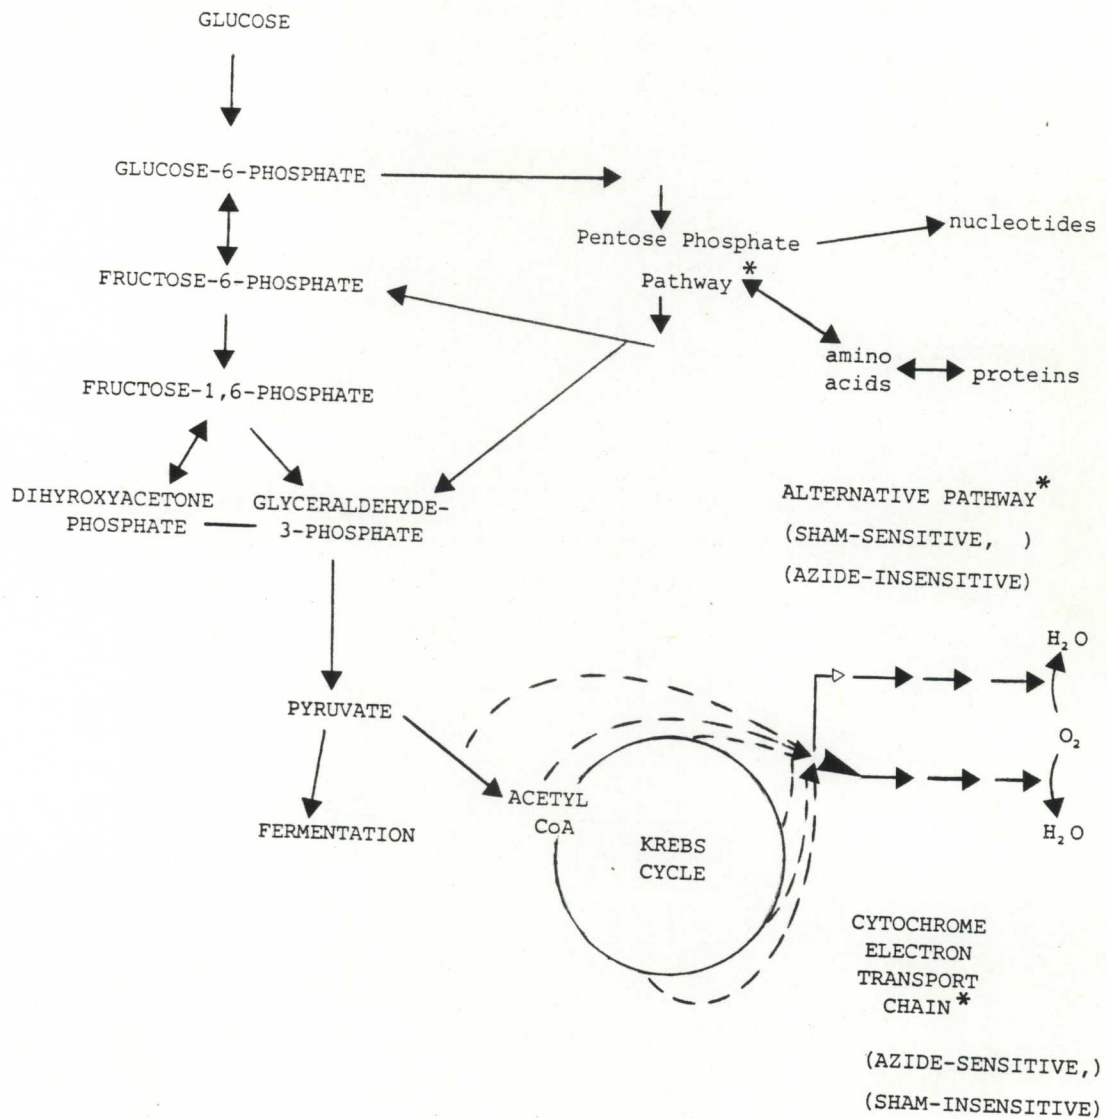 GLUCOSE
GLUCOSE-6-PHOSPHATE
Pentose Phosphate
Pathway *
nucleotides
FRUCTOSE-6-PHOSPHATE
amino
acids
proteins
FRUCTOSE-1,6-PHOSPHATE
DIHYROXYACETONE
PHOSPHATE
GLYCERALDEHYDE-
3-PHOSPHATE
ALTERNATIVE PATHWAY*
(SHAM-SENSITIVE, )
(AZIDE-INSENSITIVE)
H₂O
PYRUVATE
O₂
ACETYL
CoA
H₂O
FERMENTATION
KREBS
CYCLE
CYTOCHROME
ELECTRON
TRANSPORT
CHAIN*
(AZIDE-SENSITIVE,)
(SHAM-INSENSITIVE)